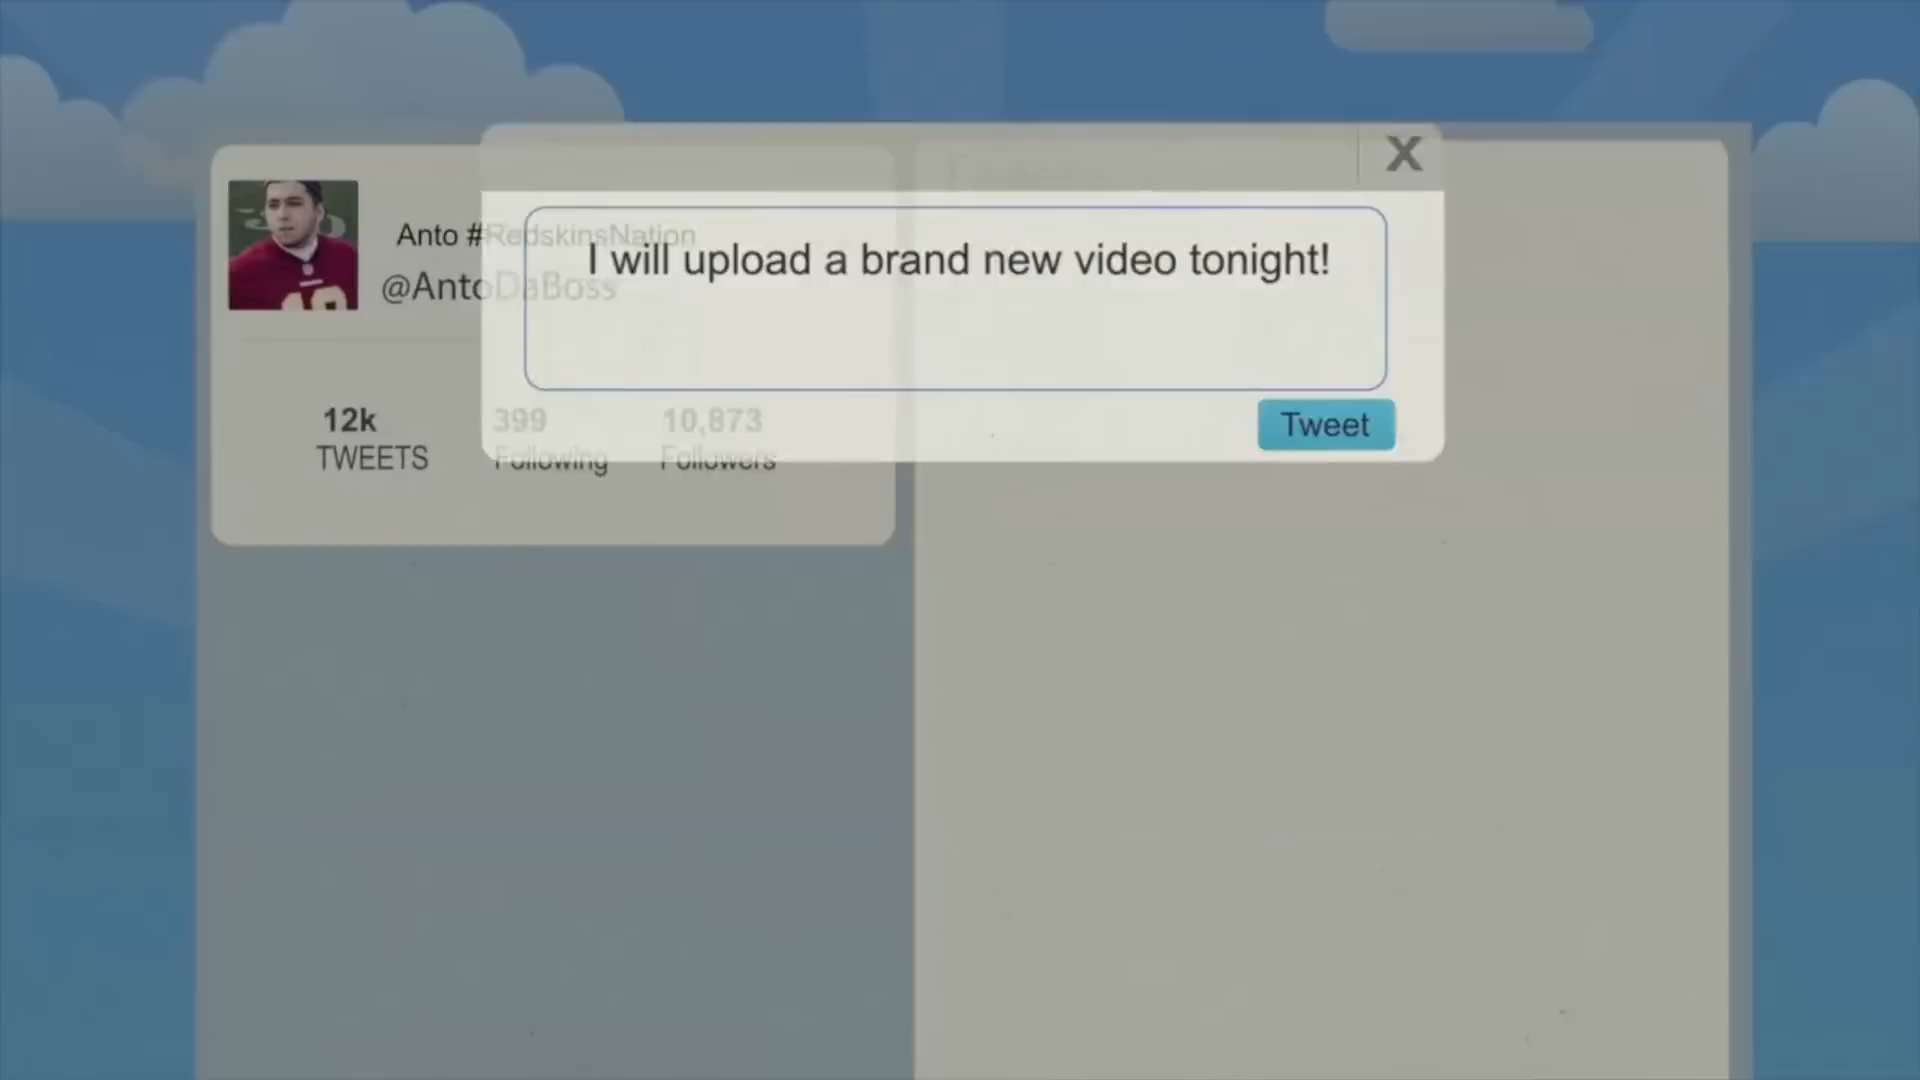 X
Anto #RedskinsNation
@AntoDaBoss
I will upload a brand new video tonight!
Tweet
12k 399 10,873
TWEETS Following Followers